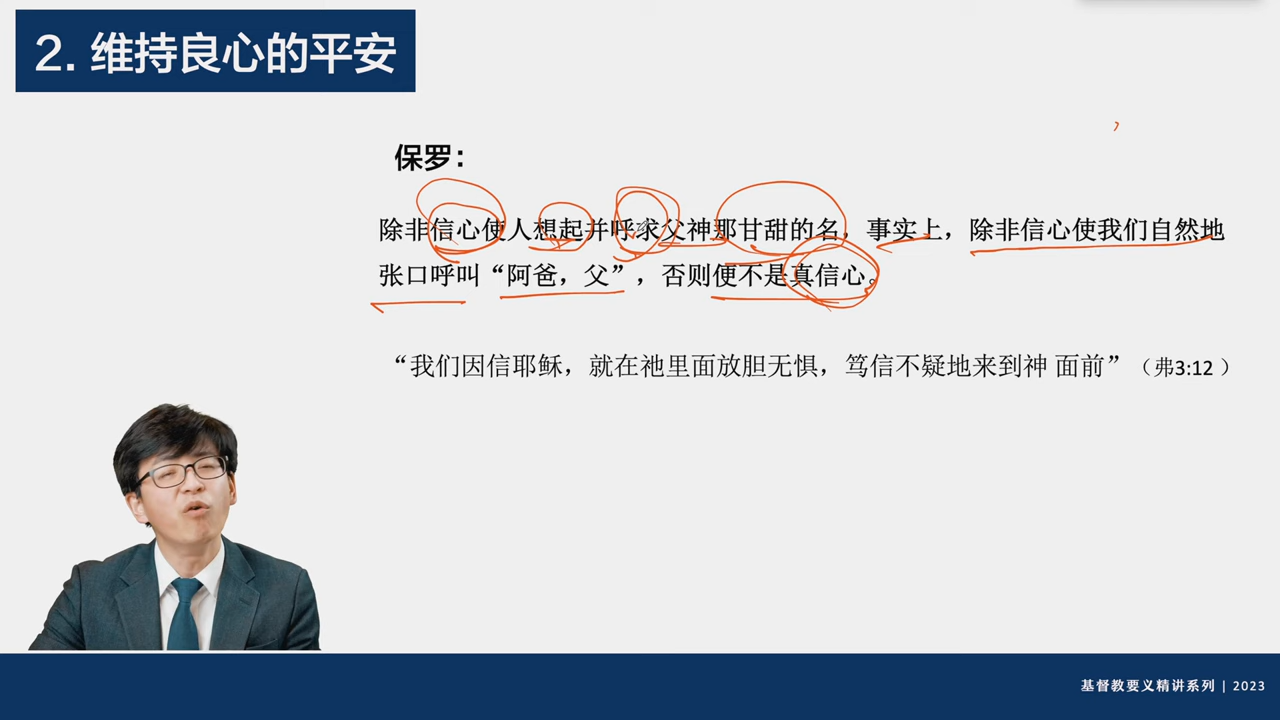 2. 维持良心的平安
保罗：
除非信心使人想起并呼求父神那甘甜的名，事实上，除非信心使我们自然地
张口呼叫“阿爸，父”，否则便不是真信心。
“我们因信耶稣，就在祂里面放胆无惧，笃信不疑地来到神 面前”（弗3:12 ）
基督教要义精讲系列 | 2023